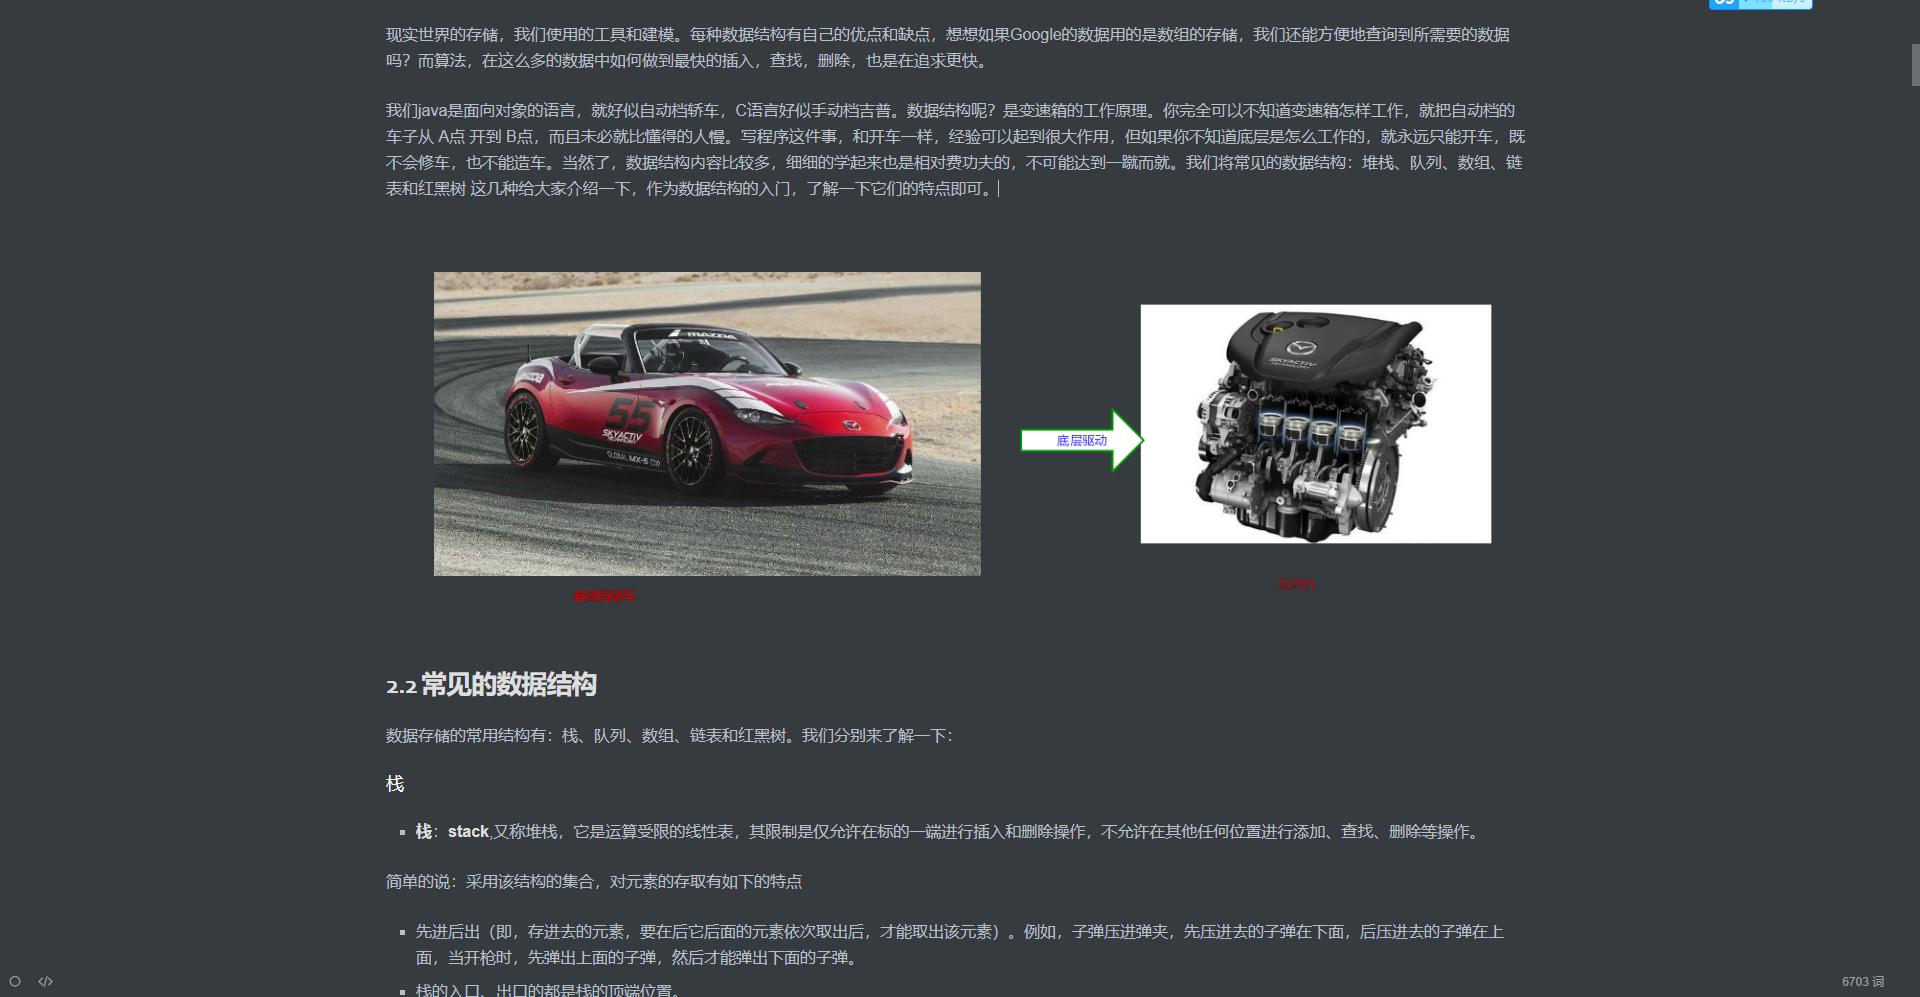 现实世界的存储，我们使用的工具和建模。每种数据结构有自己的优点和缺点，想想如果Google的数据用的是数组的存储，我们还能方便地查询到所需要的数据
吗？而算法，在这么多的数据中如何做到最快的插入，查找，删除，也是在追求更快。
我们java是面向对象的语言，就好似自动档轿车，C语言好似手动档吉普。数据结构呢？是变速箱的工作原理。你完全可以不知道变速箱怎样工作，就把自动档的
车子从 A点 开到 B点，而且未必就比懂得的人慢。写程序这件事，和开车一样，经验可以起到很大作用，但如果你不知道底层是怎么工作的，就永远只能开车，既
不会修车，也不能造车。当然了，数据结构内容比较多，细细的学起来也是相对费功夫的，不可能达到一蹴而就。我们将常见的数据结构：堆栈、队列、数组、链
表和红黑树 这几种给大家介绍一下，作为数据结构的入门，了解一下它们的特点即可。
MAZDA
mazda
55
SKYACTIV
TECHNOLOGY
GLOBAL MX-5 CUP
SKYACTIV
TECHNOLOGY
底层驱动
自动挡轿车
发动机
2.2 常见的数据结构
数据存储的常用结构有：栈、队列、数组、链表和红黑树。我们分别来了解一下：
栈
栈：stack,又称堆栈，它是运算受限的线性表，其限制是仅允许在标的一端进行插入和删除操作，不允许在其他任何位置进行添加、查找、删除等操作。
简单的说：采用该结构的集合，对元素的存取有如下的特点
先进后出（即，存进去的元素，要在后它后面的元素依次取出后，才能取出该元素）。例如，子弹压进弹夹，先压进去的子弹在下面，后压进去的子弹在上
面，当开枪时，先弹出上面的子弹，然后才能弹出下面的子弹。
栈的入口、出口的都是栈的顶端位置。
6703 词